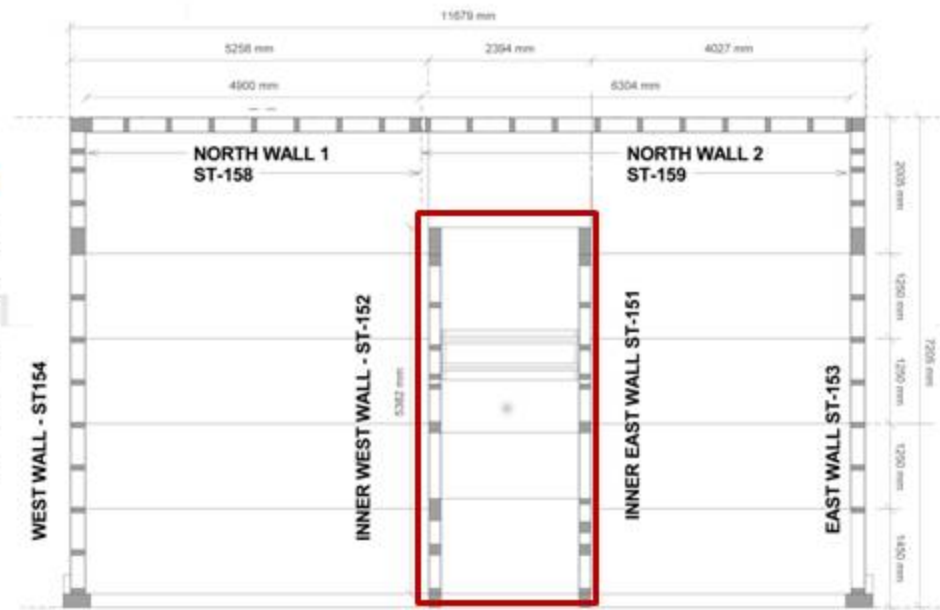 11679 mm
5258 mm
2394 mm
4027 mm
4900 mm
6304 mm
NORTH WALL 1
ST-158
NORTH WALL 2
ST-159
WEST WALL - ST154
INNER WEST WALL - ST-152
5382 mm
INNER EAST WALL ST-151
EAST WALL ST-153
1250 mm
1250 mm
1250 mm
1450 mm
7205 mm